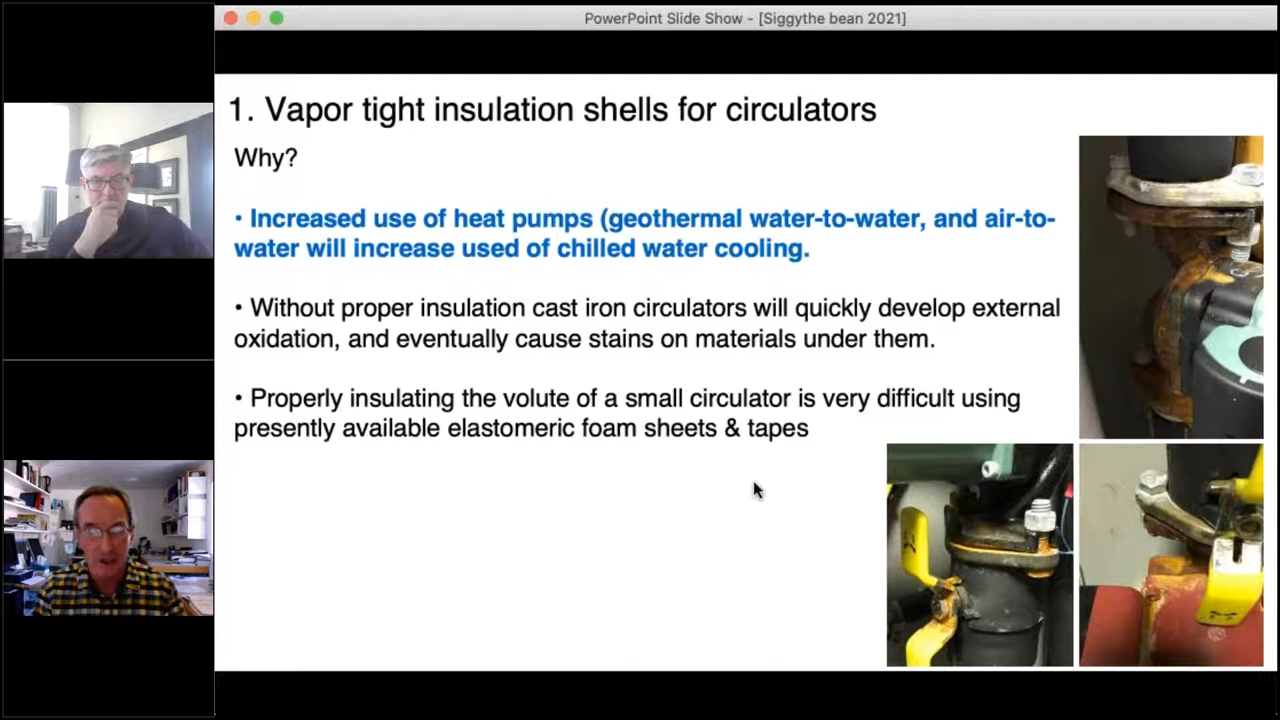 PowerPoint Slide Show - [Siggythe bean 2021]
1. Vapor tight insulation shells for circulators
Why?
• Increased use of heat pumps (geothermal water-to-water, and air-to-
water will increase used of chilled water cooling.
• Without proper insulation cast iron circulators will quickly develop external
oxidation, and eventually cause stains on materials under them.
• Properly insulating the volute of a small circulator is very difficult using
presently available elastomeric foam sheets & tapes